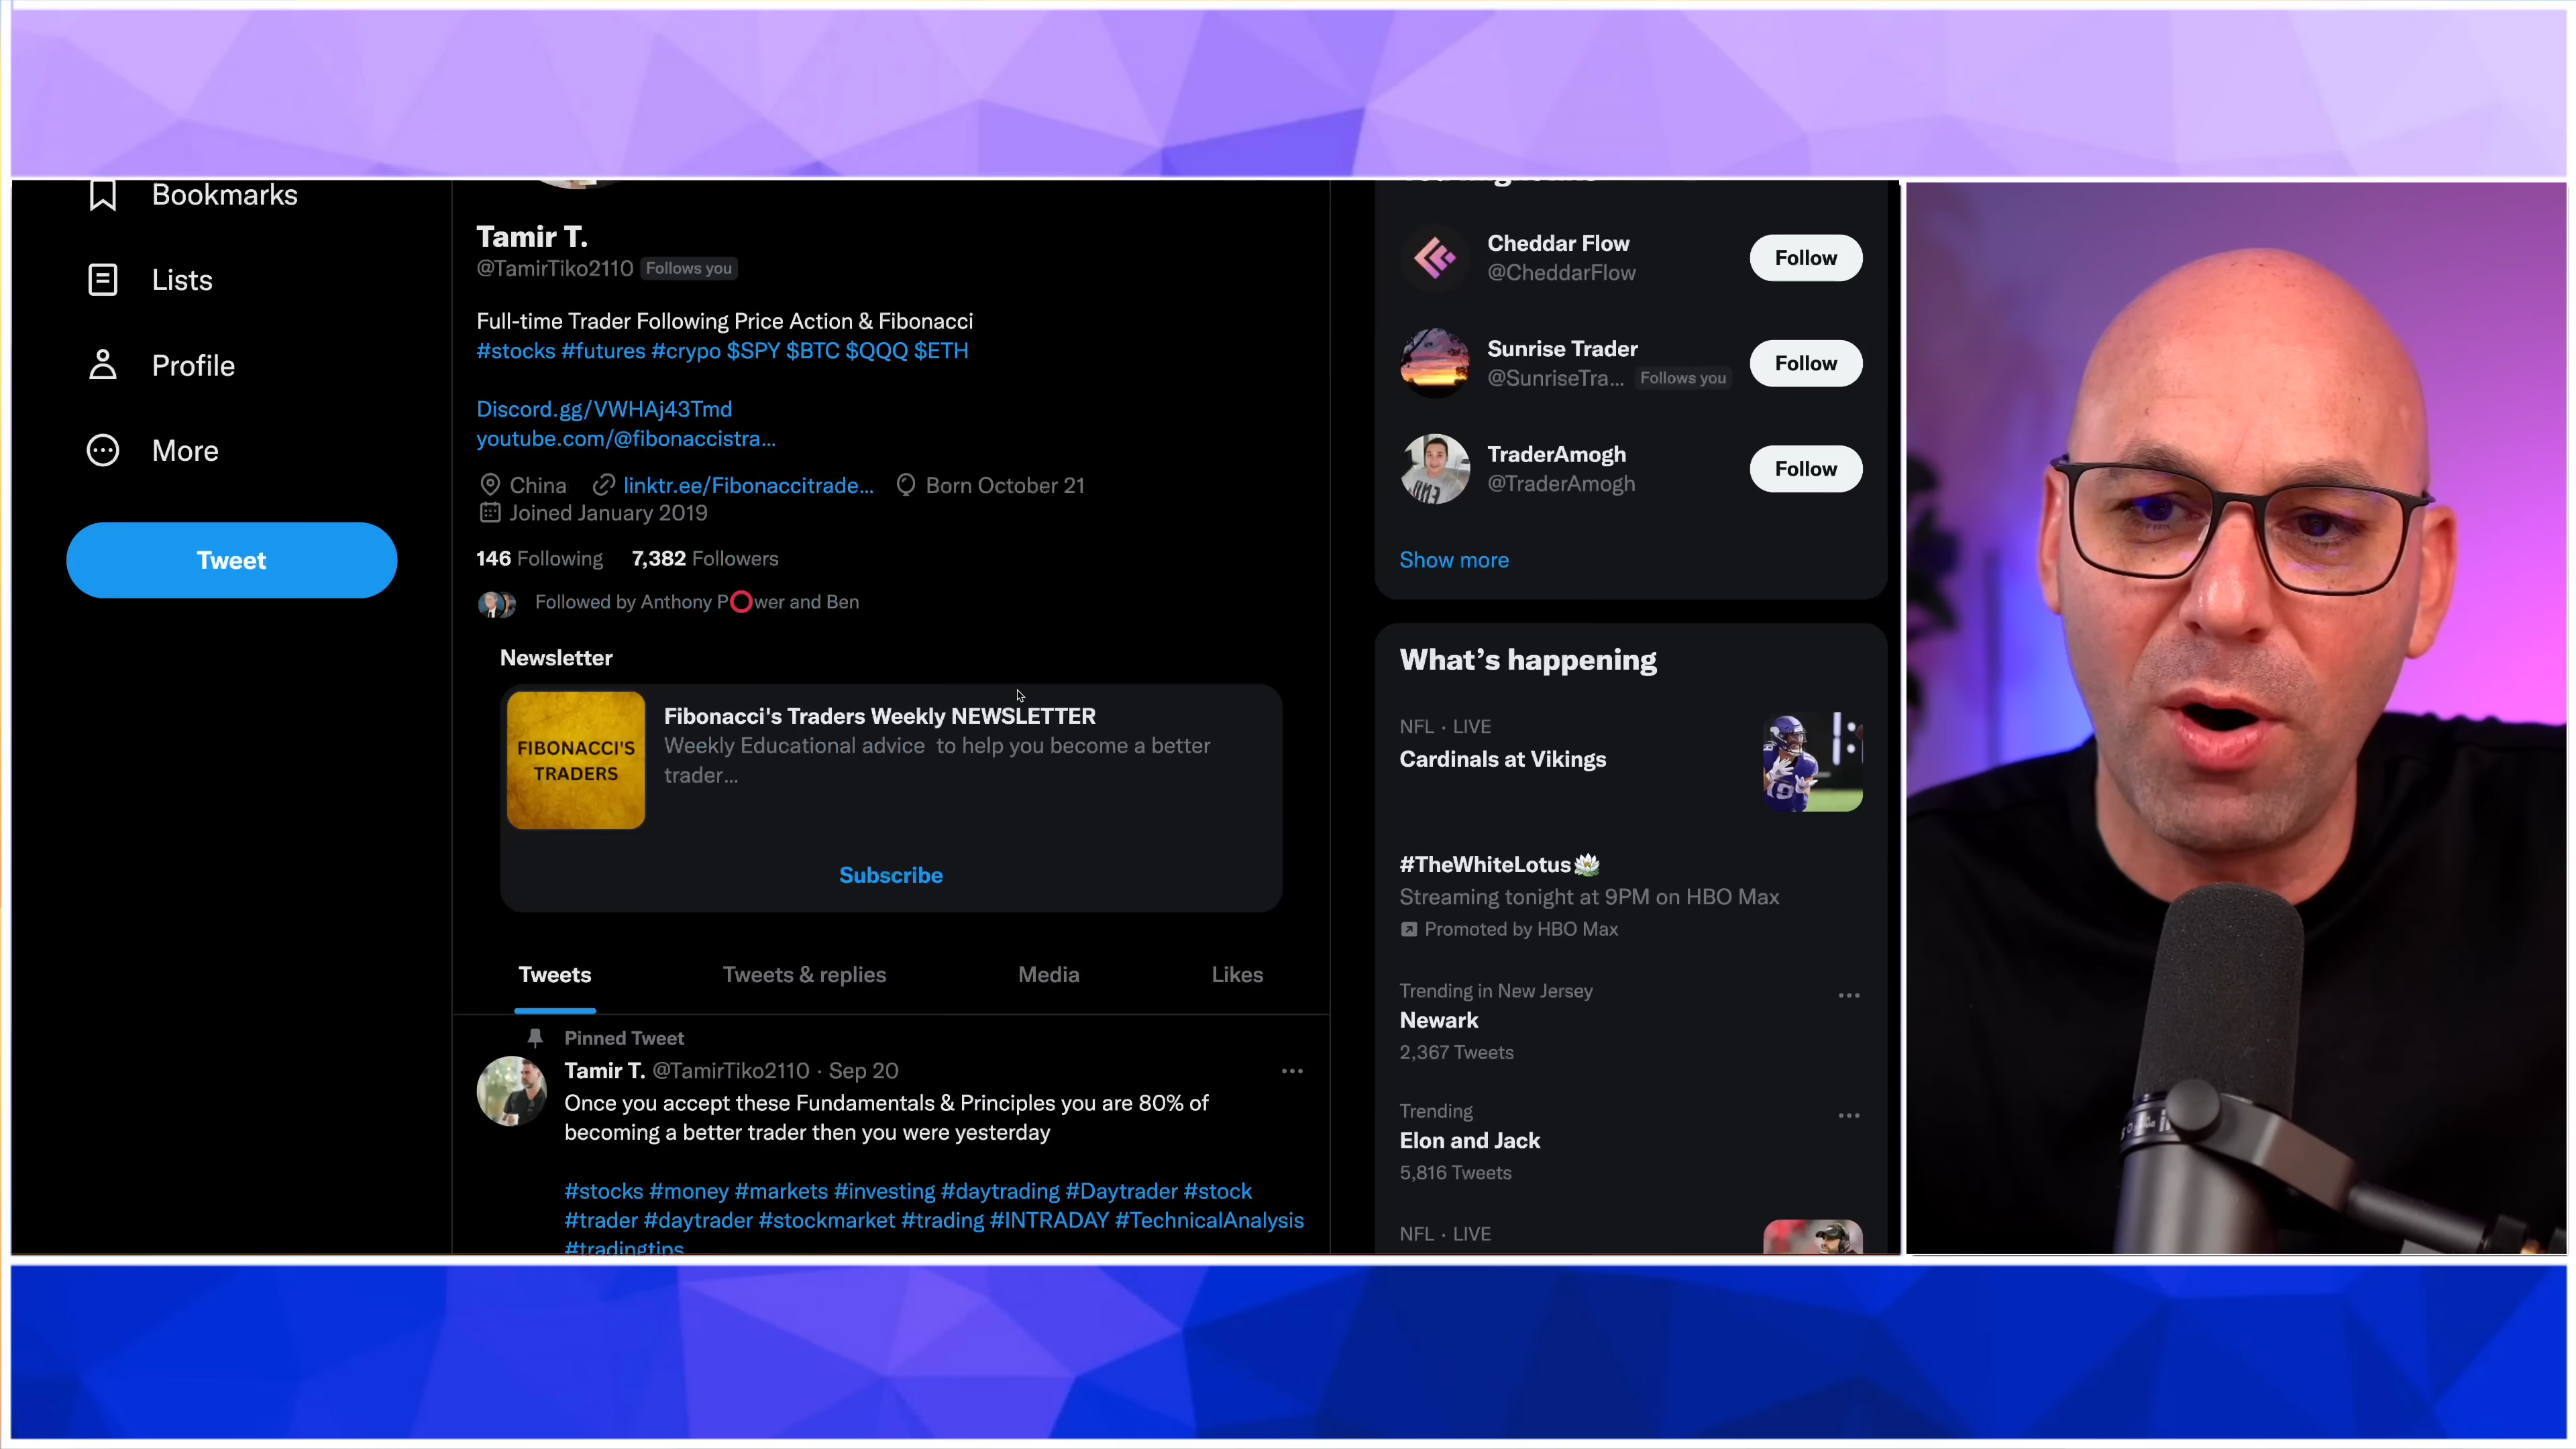 Bookmarks
Lists
Profile
More
Tweet
Tamir T.
@TamirTiko2110 Follows you
Full-time Trader Following Price Action & Fibonacci
#stocks #futures #crypo $SPY $BTC $QQQ $ETH
Discord.gg/VWHAj43Tmd
youtube.com/@fibonaccistra...
China linktr.ee/Fibonaccitrade... Born October 21
Joined January 2019
146 Following 7,382 Followers
Followed by Anthony P⭕wer and Ben
Newsletter
FIBONACCI'S
TRADERS
Fibonacci's Traders Weekly NEWSLETTER
Weekly Educational advice to help you become a better
trader...
Subscribe
Tweets Tweets & replies Media Likes
Pinned Tweet
Tamir T. @TamirTiko2110 · Sep 20
Once you accept these Fundamentals & Principles you are 80% of
becoming a better trader then you were yesterday
#stocks #money #markets #investing #daytrading #Daytrader #stock
#trader #daytrader #stockmarket #trading #INTRADAY #TechnicalAnalysis
#tradingtips
Cheddar Flow
@CheddarFlow
Follow
Sunrise Trader
@SunriseTra... Follows you
Follow
TraderAmogh
@TraderAmogh
Follow
Show more
What's happening
NFL · LIVE
Cardinals at Vikings
#TheWhiteLotus
Streaming tonight at 9PM on HBO Max
Promoted by HBO Max
Trending in New Jersey
Newark
2,367 Tweets
Trending
Elon and Jack
5,816 Tweets
NFL · LIVE